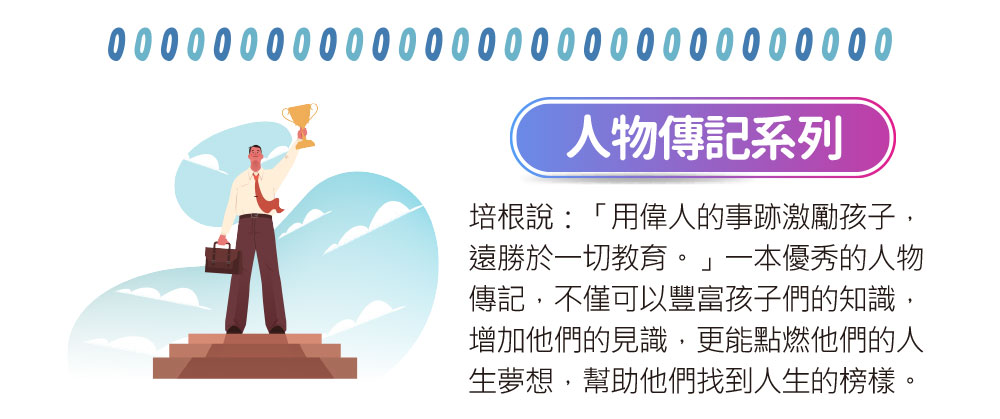 人物傳記系列
培根說：「用偉人的事跡激勵孩子，
遠勝於一切教育。」一本優秀的人物
傳記，不僅可以豐富孩子們的知識，
增加他們的見識，更能點燃他們的人
生夢想，幫助他們找到人生的榜樣。